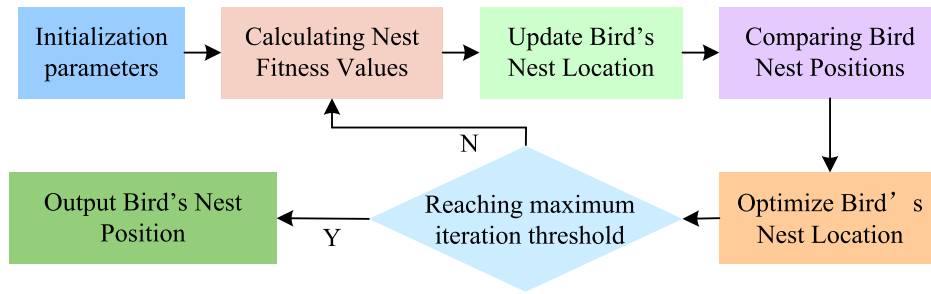 Initialization
parameters
Calculating Nest
Fitness Values
Update Bird's
Nest Location
Comparing Bird
Nest Positions
N
Output Bird's Nest
Position
Y
Reaching maximum
iteration threshold
Optimize Bird’s
Nest Location